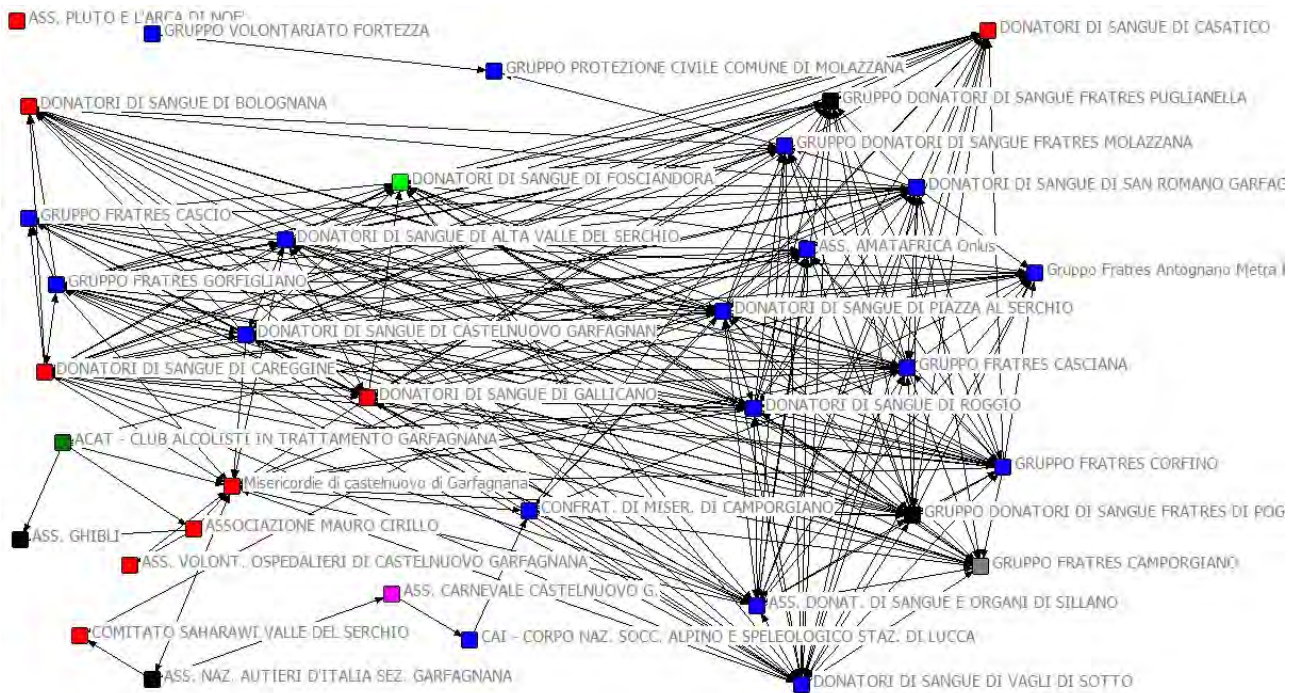 ASS. PLUTO E L'ARCA DI NOE'
DONATORI DI SANGUE DI CASATICO
GRUPPO VOLONTARIATO FORTEZZA
GRUPPO PROTEZIONE CIVILE COMUNE DI MOLAZZANA
DONATORI DI SANGUE DI BOLOGNANA
GRUPPO DONATORI DI SANGUE FRATRES PUGLIANELLA
GRUPPO DONATORI DI SANGUE FRATRES MOLAZZANA
DONATORI DI SANGUE DI FOSCIANDORA
DONATORI DI SANGUE DI SAN ROMANO GARFAG
GRUPPO FRATRES CASCIO
DONATORI DI SANGUE DI ALTA VALLE DEL SERCHIO
ASS. AMATAFRICA Onlus
Gruppo Fratres Antognano Metra
GRUPPO FRATRES GORFIGLIANO
DONATORI DI SANGUE DI PIAZZA AL SERCHIO
DONATORI DI SANGUE DI CASTELNUOVO GARFAGNAN
GRUPPO FRATRES CASCIANA
DONATORI DI SANGUE DI CAREGGINE
DONATORI DI SANGUE DI GALLICANO
DONATORI DI SANGUE DI ROGGIO
ACAT - CLUB ALCOLISTI IN TRATTAMENTO GARFAGNANA
GRUPPO FRATRES CORFINO
Misericordie di castelnuovo di Garfagnana
CONFRAT. DI MISER. DI CAMPORGIANO
GRUPPO DONATORI DI SANGUE FRATRES DI POG
ASSOCIAZIONE MAURO CIRILLO
ASS. GHIBLI
ASS. VOLONT. OSPEDALIERI DI CASTELNUOVO GARFAGNANA
GRUPPO FRATRES CAMPORGIANO
ASS. CARNEVALE CASTELNUOVO G.
ASS. DONAT. DI SANGUE E ORGANI DI SILLANO
COMITATO SAHARAWI VALLE DEL SERCHIO
CAI - CORPO NAZ. SOCC. ALPINO E SPELEOLOGICO STAZ. DI LUCCA
ASS. NAZ. AUTIERI D'ITALIA SEZ. GARFAGNANA
DONATORI DI SANGUE DI VAGLI DI SOTTO